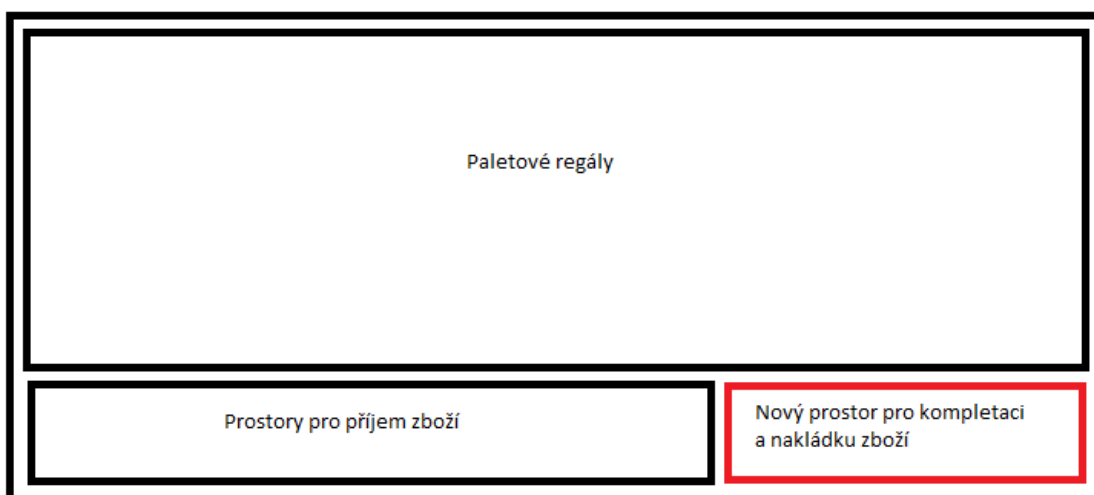 Paletové regály
Prostory pro příjem zboží
Nový prostor pro kompletaci
a nakládku zboží